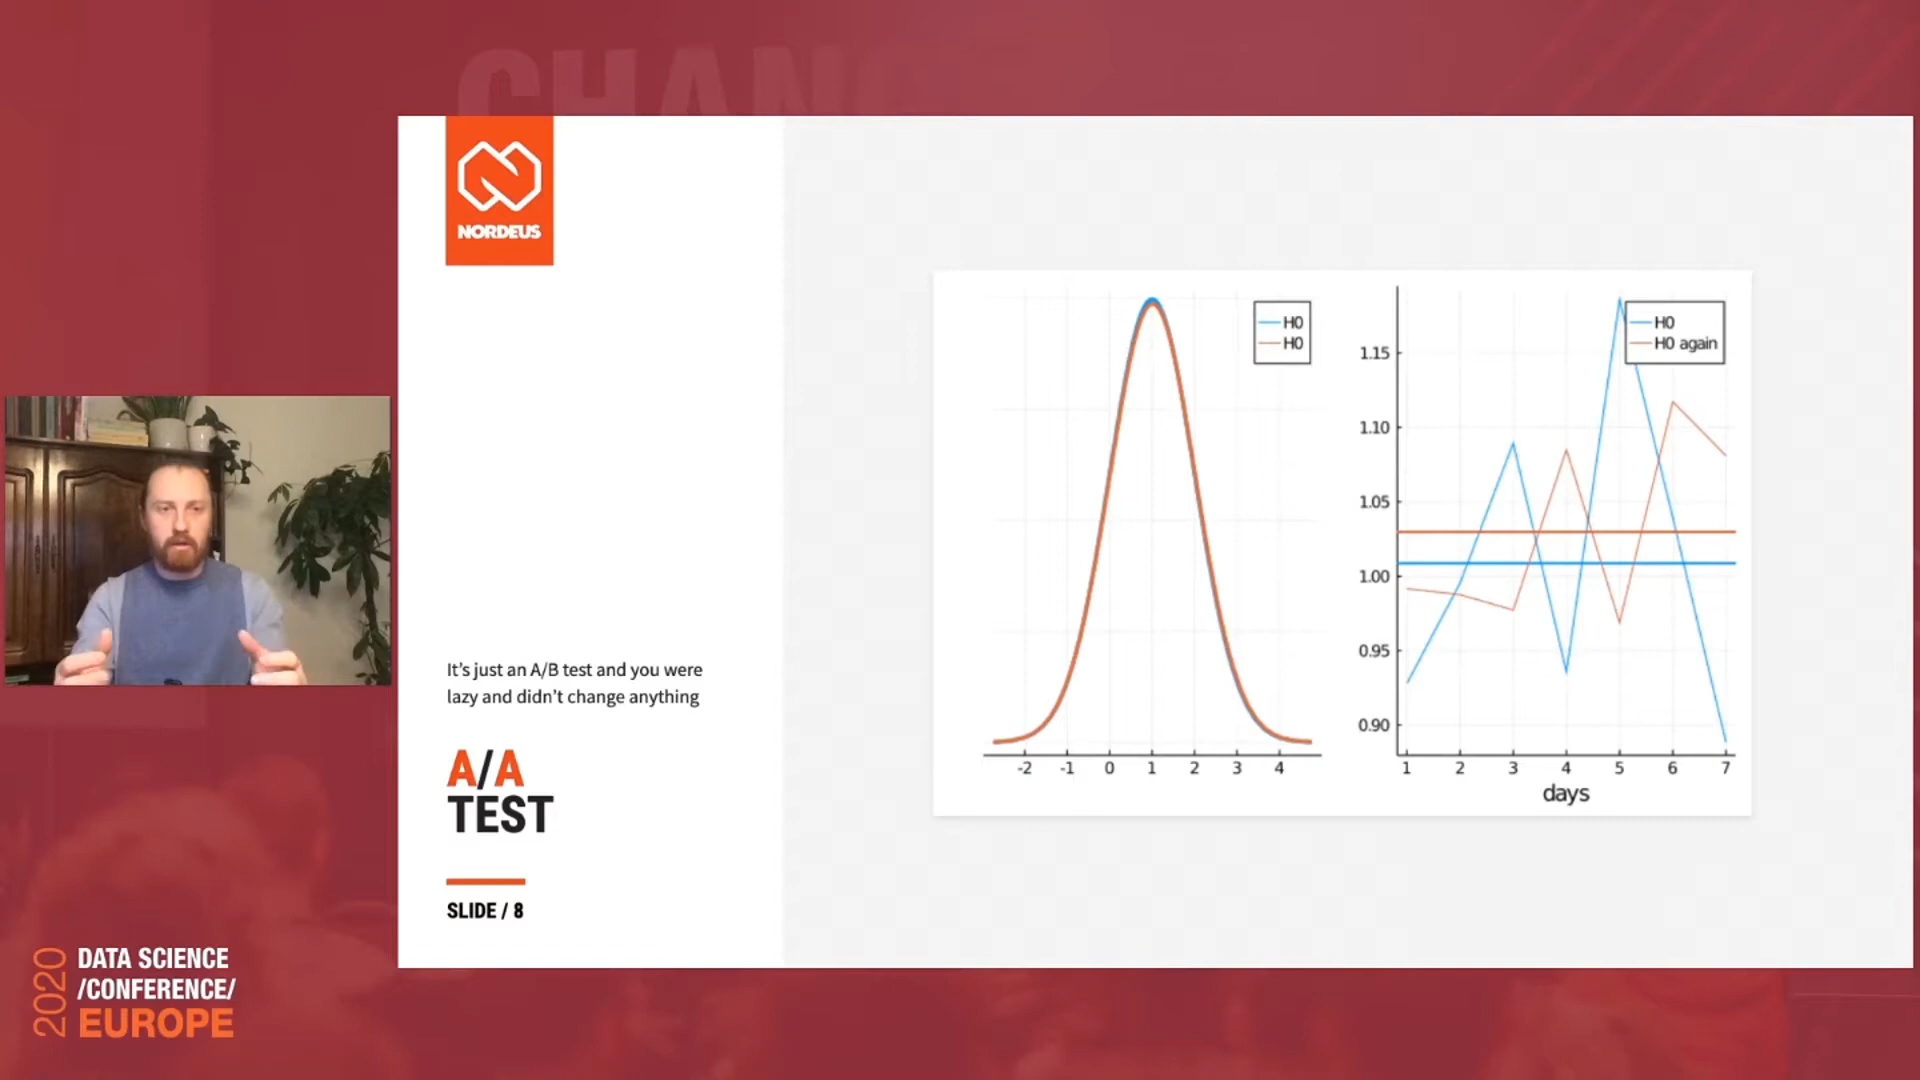 CHAN
NORDEUS
It's just an A/B test and you were
lazy and didn't change anything
A/A
TEST
SLIDE / 8
H0
H0
-2 -1 0 1 2 3 4
H0
H0 again
1.15
1.10
1.05
1.00
0.95
0.90
1 2 3 4 5 6 7
days
2020
DATA SCIENCE
/CONFERENCE/
EUROPE